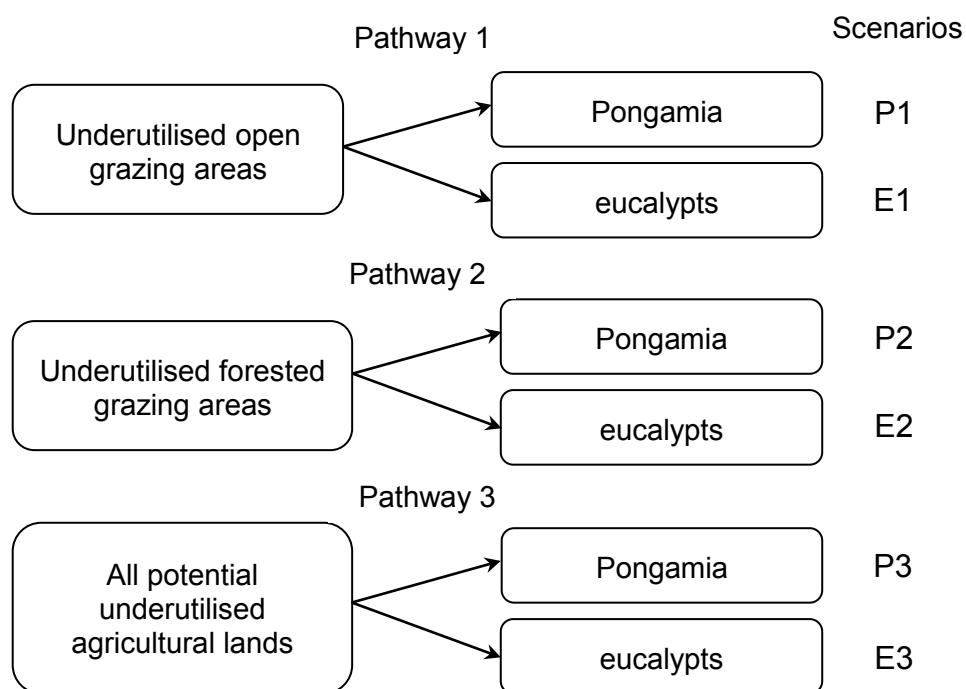 Scenarios
Pathway 1
Underutilised open
grazing areas
Pongamia
P1
eucalypts
E1
Pathway 2
Underutilised forested
grazing areas
Pongamia
P2
eucalypts
E2
Pathway 3
All potential
underutilised
agricultural lands
Pongamia
P3
eucalypts
E3